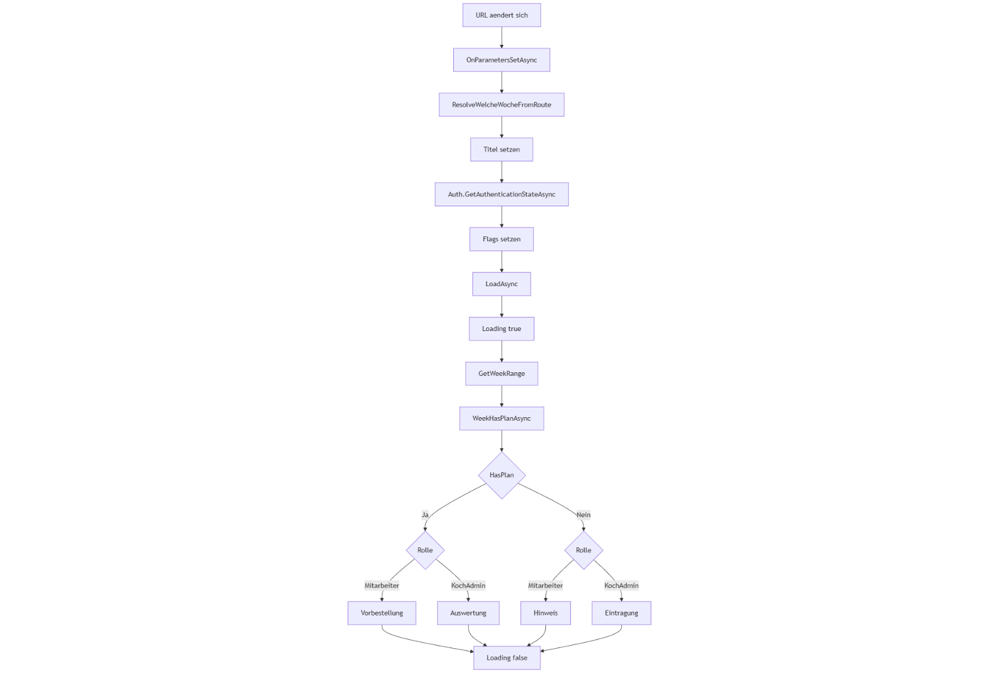 URL aendert sich
OnParametersSetAsync
ResolveWelcheWocheFromRoute
Titel setzen
Auth.GetAuthenticationStateAsync
Flags setzen
LoadAsync
Loading true
GetWeekRange
WeekHasPlanAsync
HasPlan
Ja
Nein
Rolle
Rolle
Mitarbeiter
KochAdmin
Mitarbeiter
KochAdmin
Vorbestellung
Auswertung
Hinweis
Eintragung
Loading false